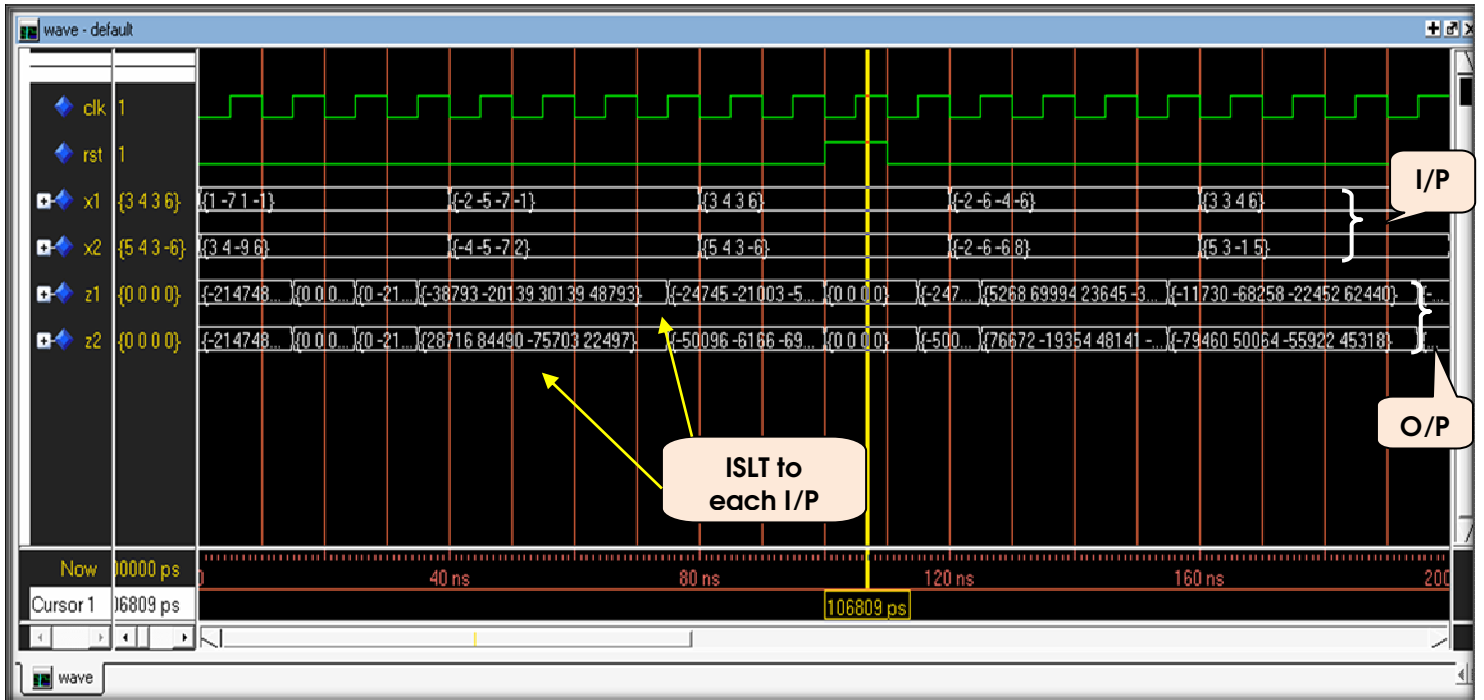 wave - default
clk 1
rst 1
x1 {3 4 3 6} {1 -7 1 -1} {-2 -5 -7 -1} {3 4 3 6} {-2 -6 -4 -6} {3 3 4 6}
I/P
x2 {5 4 3 -6} {3 4 -9 6} {-4 -5 -7 2} {5 4 3 -6} {-2 -6 -6 8} {5 3 -1 5}
z1 {0 0 0 0} {-214748... {0 0 0... {0 -21... {-38793 -20139 30139 48793} {-24745 -21003 -5... {0 0 0 0} {-247... {5268 69994 23645 -3... {-11730 -68258 -22452 62440} {-...
z2 {0 0 0 0} {-214748... {0 0 0... {0 -21... {28716 84490 -75703 22497} {-50096 -6166 -69... {0 0 0 0} {-500... {76672 -19354 48141 -... {-79460 50064 -55922 45318} {...
O/P
ISLT to
each I/P
Now 00000 ps 0 40 ns 80 ns 120 ns 160 ns 200
Cursor 1 06809 ps 106809 ps
wave